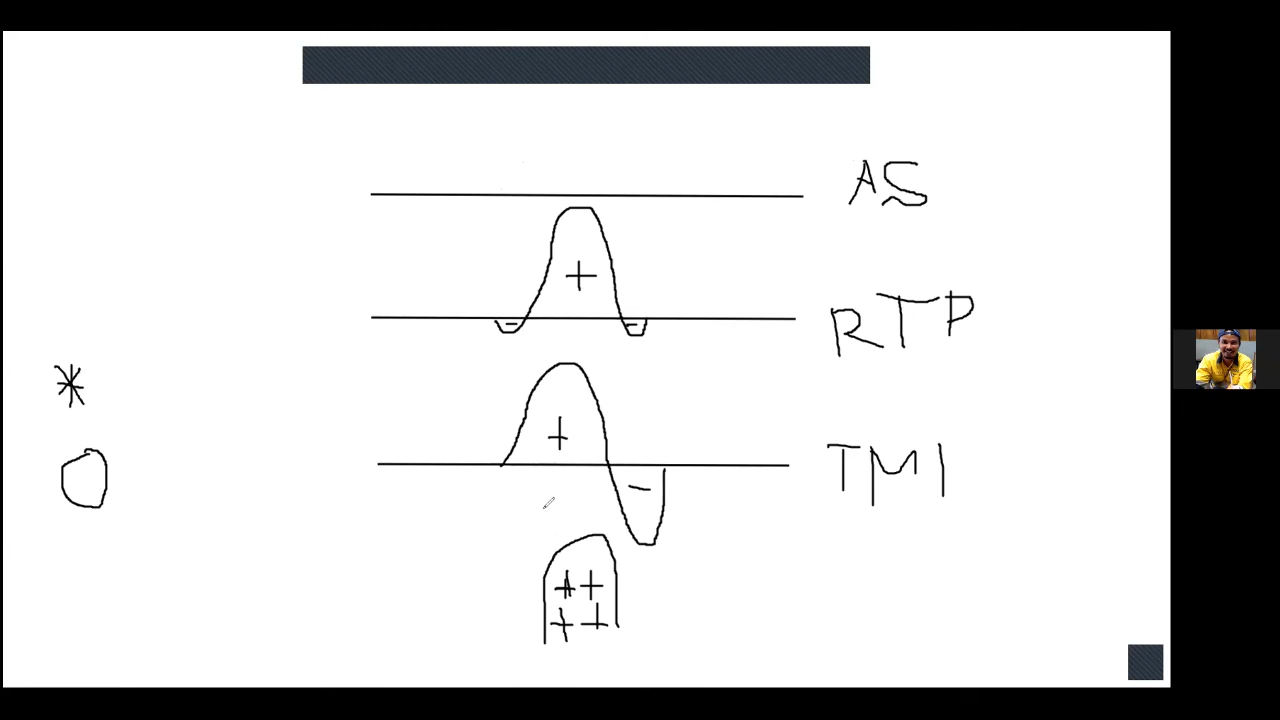 AS
+
RTP
- -
*
+
TMI
-
O
++
++